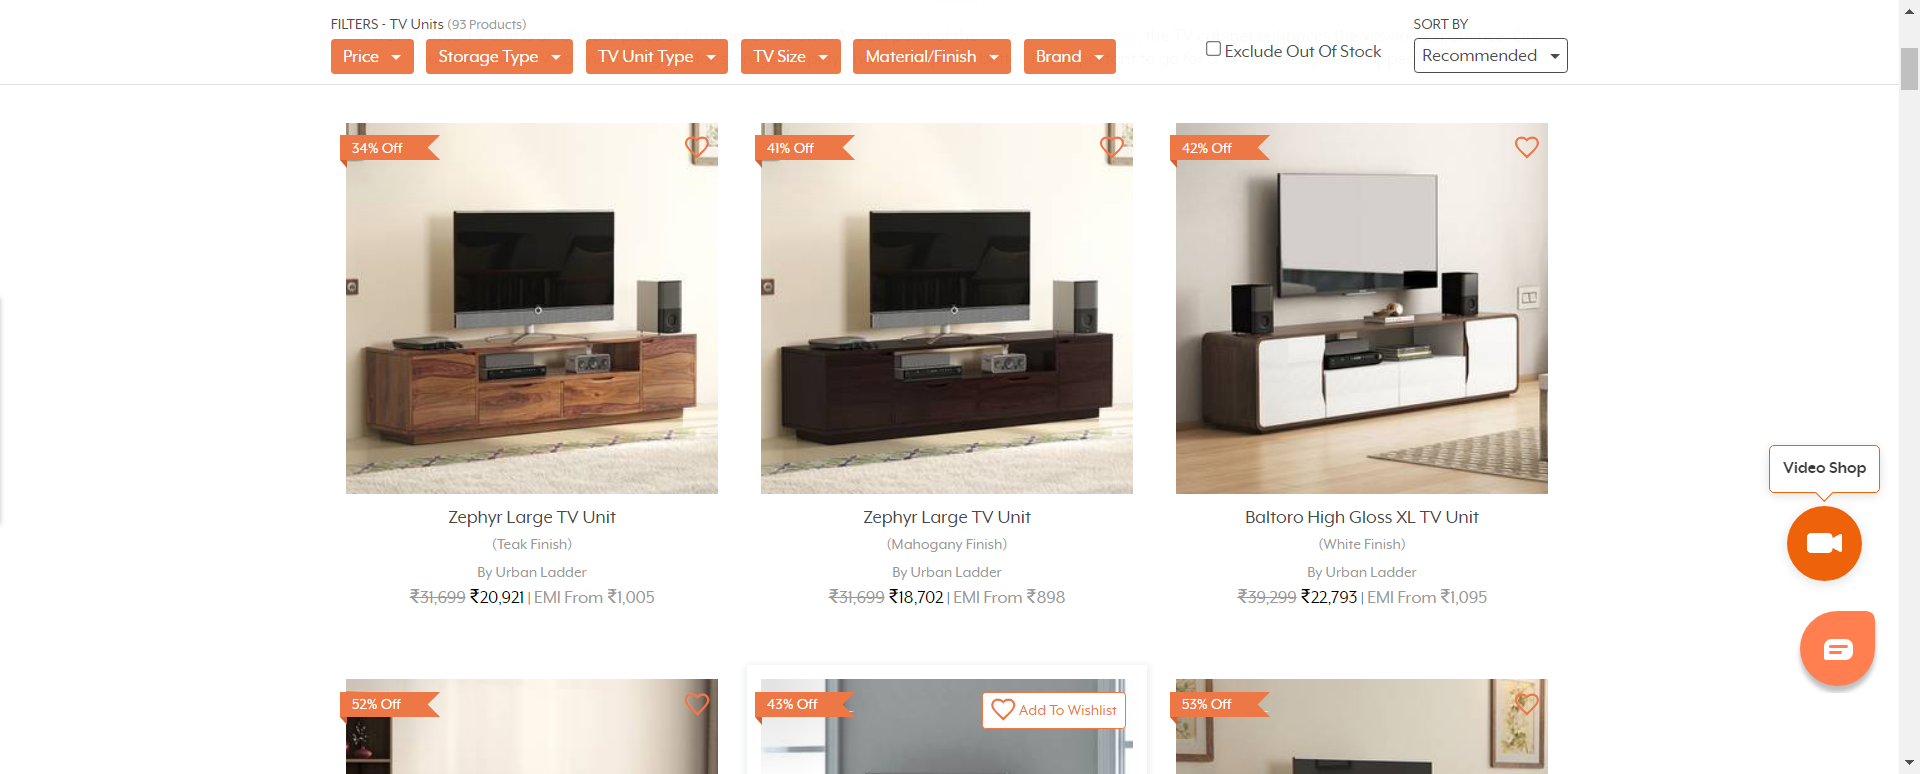 FILTERS - TV Units (93 Products)
SORT BY
Price
Storage Type
TV Unit Type
TV Size
Material/Finish
Brand
Exclude Out Of Stock
Recommended
34% Off
41% Off
42% Off
Zephyr Large TV Unit
(Teak Finish)
By Urban Ladder
₹31,699 ₹20,921 | EMI From ₹1,005
Zephyr Large TV Unit
(Mahogany Finish)
By Urban Ladder
₹31,699 ₹18,702 | EMI From ₹898
Baltoro High Gloss XL TV Unit
(White Finish)
By Urban Ladder
₹39,299 ₹22,793 | EMI From ₹1,095
Video Shop
52% Off
43% Off
Add To Wishlist
53% Off